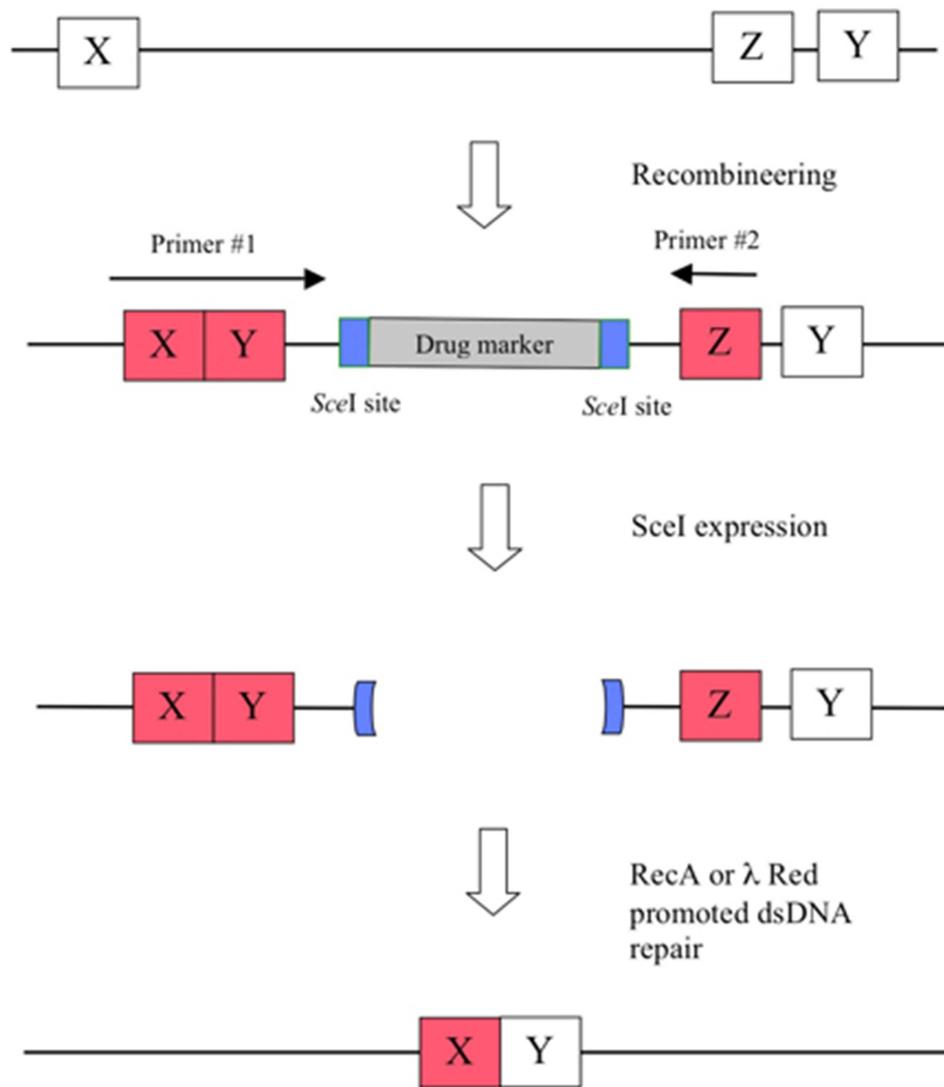 X Z Y
Recombineering
Primer #1 Primer #2
X Y Drug marker Z Y
SceI site SceI site
SceI expression
X Y Z Y
RecA or λ Red
promoted dsDNA
repair
X Y